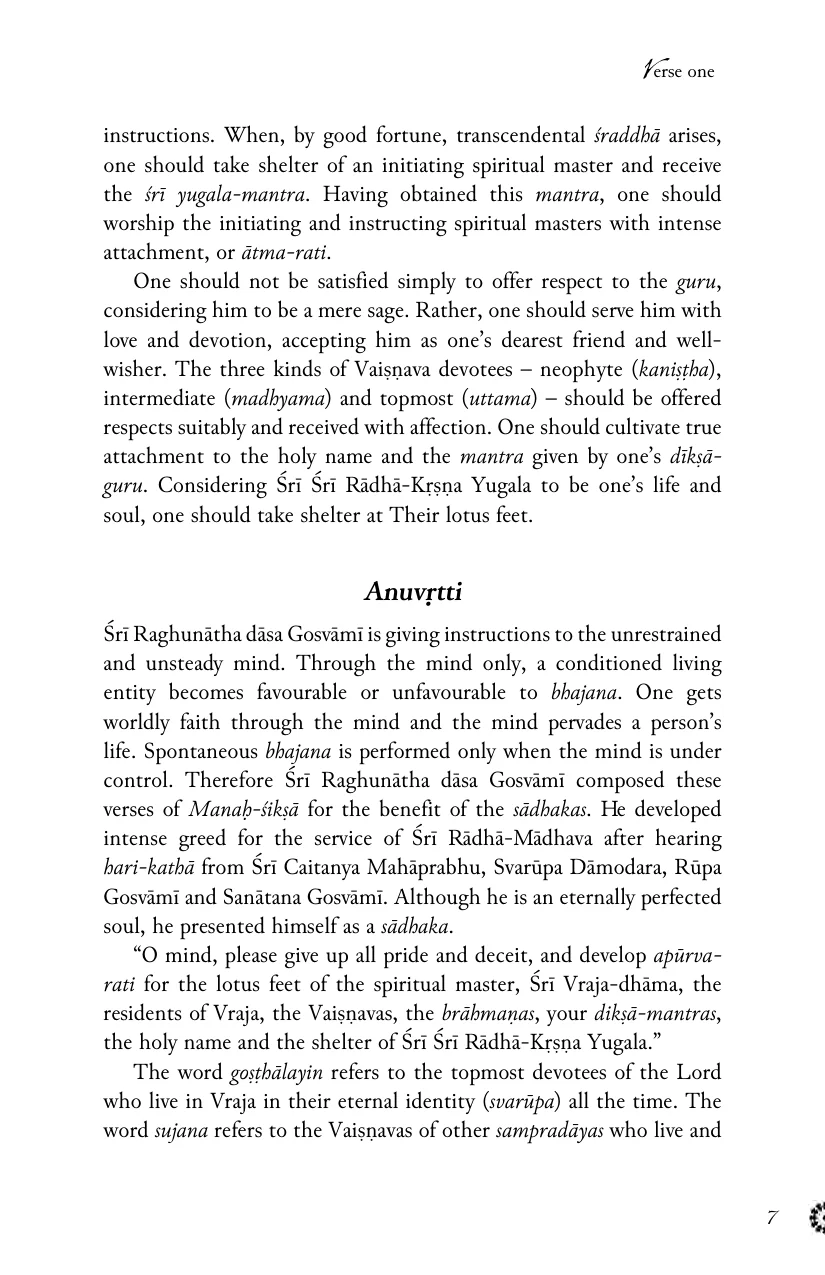 Verse one
instructions. When, by good fortune, transcendental śraddhā arises,
one should take shelter of an initiating spiritual master and receive
the śrī yugala-mantra. Having obtained this mantra, one should
worship the initiating and instructing spiritual masters with intense
attachment, or ātma-rati.
One should not be satisfied simply to offer respect to the guru,
considering him to be a mere sage. Rather, one should serve him with
love and devotion, accepting him as one’s dearest friend and well-
wisher. The three kinds of Vaiṣṇava devotees – neophyte (kaniṣṭha),
intermediate (madhyama) and topmost (uttama) – should be offered
respects suitably and received with affection. One should cultivate true
attachment to the holy name and the mantra given by one’s dīkṣā-
guru. Considering Śrī Śrī Rādhā-Kṛṣṇa Yugala to be one’s life and
soul, one should take shelter at Their lotus feet.
Anuvṛtti
Śrī Raghunātha dāsa Gosvāmī is giving instructions to the unrestrained
and unsteady mind. Through the mind only, a conditioned living
entity becomes favourable or unfavourable to bhajana. One gets
worldly faith through the mind and the mind pervades a person’s
life. Spontaneous bhajana is performed only when the mind is under
control. Therefore Śrī Raghunātha dāsa Gosvāmī composed these
verses of Manaḥ-śikṣā for the benefit of the sādhakas. He developed
intense greed for the service of Śrī Rādhā-Mādhava after hearing
hari-kathā from Śrī Caitanya Mahāprabhu, Svarūpa Dāmodara, Rūpa
Gosvāmī and Sanātana Gosvāmī. Although he is an eternally perfected
soul, he presented himself as a sādhaka.
“O mind, please give up all pride and deceit, and develop apūrva-
rati for the lotus feet of the spiritual master, Śrī Vraja-dhāma, the
residents of Vraja, the Vaiṣṇavas, the brāhmaṇas, your dikṣā-mantras,
the holy name and the shelter of Śrī Śrī Rādhā-Kṛṣṇa Yugala.”
The word goṣṭhālayin refers to the topmost devotees of the Lord
who live in Vraja in their eternal identity (svarūpa) all the time. The
word sujana refers to the Vaiṣṇavas of other sampradāyas who live and
7